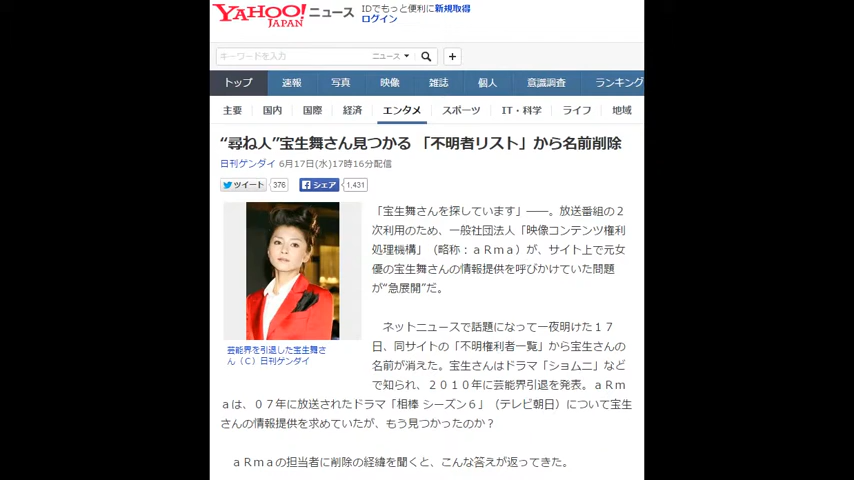 YAHOO! JAPAN ニュース
IDでもっと便利に新規取得
ログイン
キーワードを入力
ニュース
トップ 速報 写真 映像 雑誌 個人 意識調査 ランキング
主要 国内 国際 経済 エンタメ スポーツ IT・科学 ライフ 地域
“尋ね人”宝生舞さん見つかる 「不明者リスト」から名前削除
日刊ゲンダイ 6月17日(水)17時16分配信
ツイート 376 シェア 1,431
「宝生舞さんを探しています」――。放送番組の2
次利用のため、一般社団法人「映像コンテンツ権利
処理機構」（略称：aRma）が、サイト上で元女
優の宝生舞さんの情報提供を呼びかけていた問題
が“急展開”だ。
ネットニュースで話題になって一夜明けた17
日、同サイトの「不明権利者一覧」から宝生さんの
名前が消えた。宝生さんはドラマ「ショムニ」など
で知られ、2010年に芸能界引退を発表。aRm
aは、07年に放送されたドラマ「相棒 シーズン6」（テレビ朝日）について宝生
さんの情報提供を求めていたが、もう見つかったのか？
aRmaの担当者に削除の経緯を聞くと、こんな答えが返ってきた。
芸能界を引退した宝生舞さ
ん（C）日刊ゲンダイ